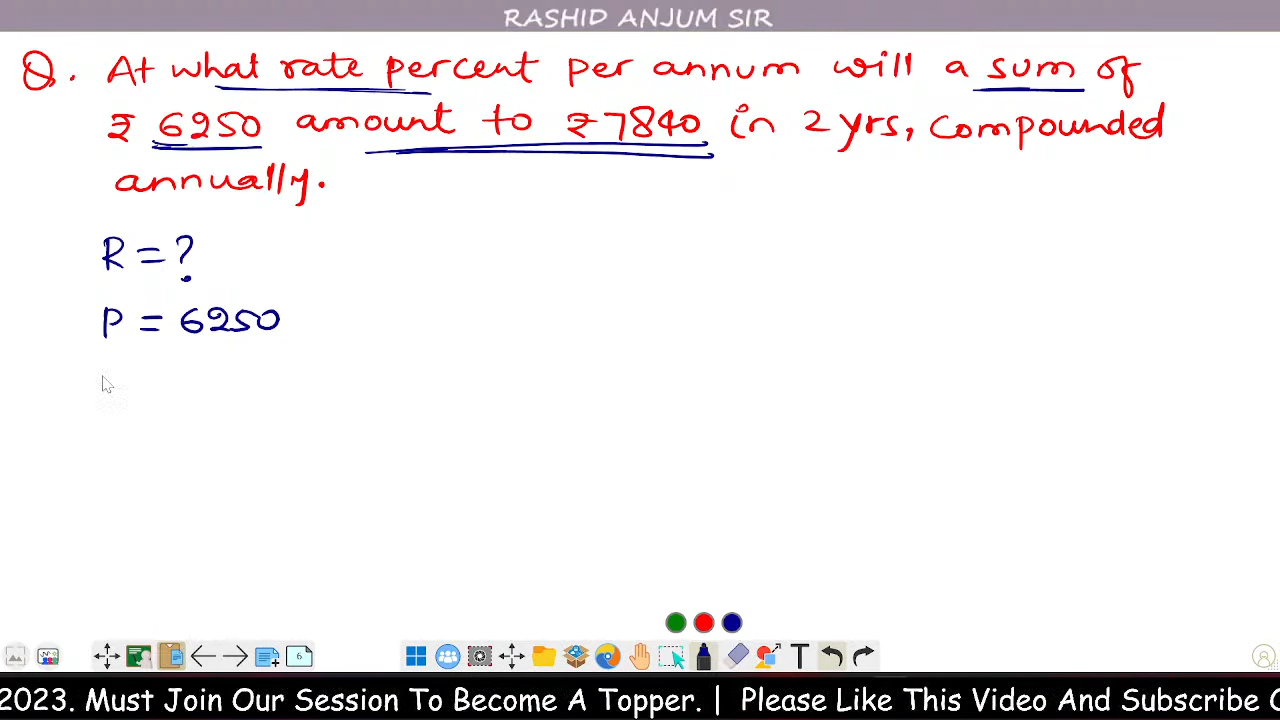 RASHID ANJUM SIR
Q. At what rate percent per annum will a sum of
₹ 6250 amount to ₹7840 in 2 yrs, compounded
annually.
R = ?
P = 6250
6
T
2023. Must Join Our Session To Become A Topper. | Please Like This Video And Subscribe